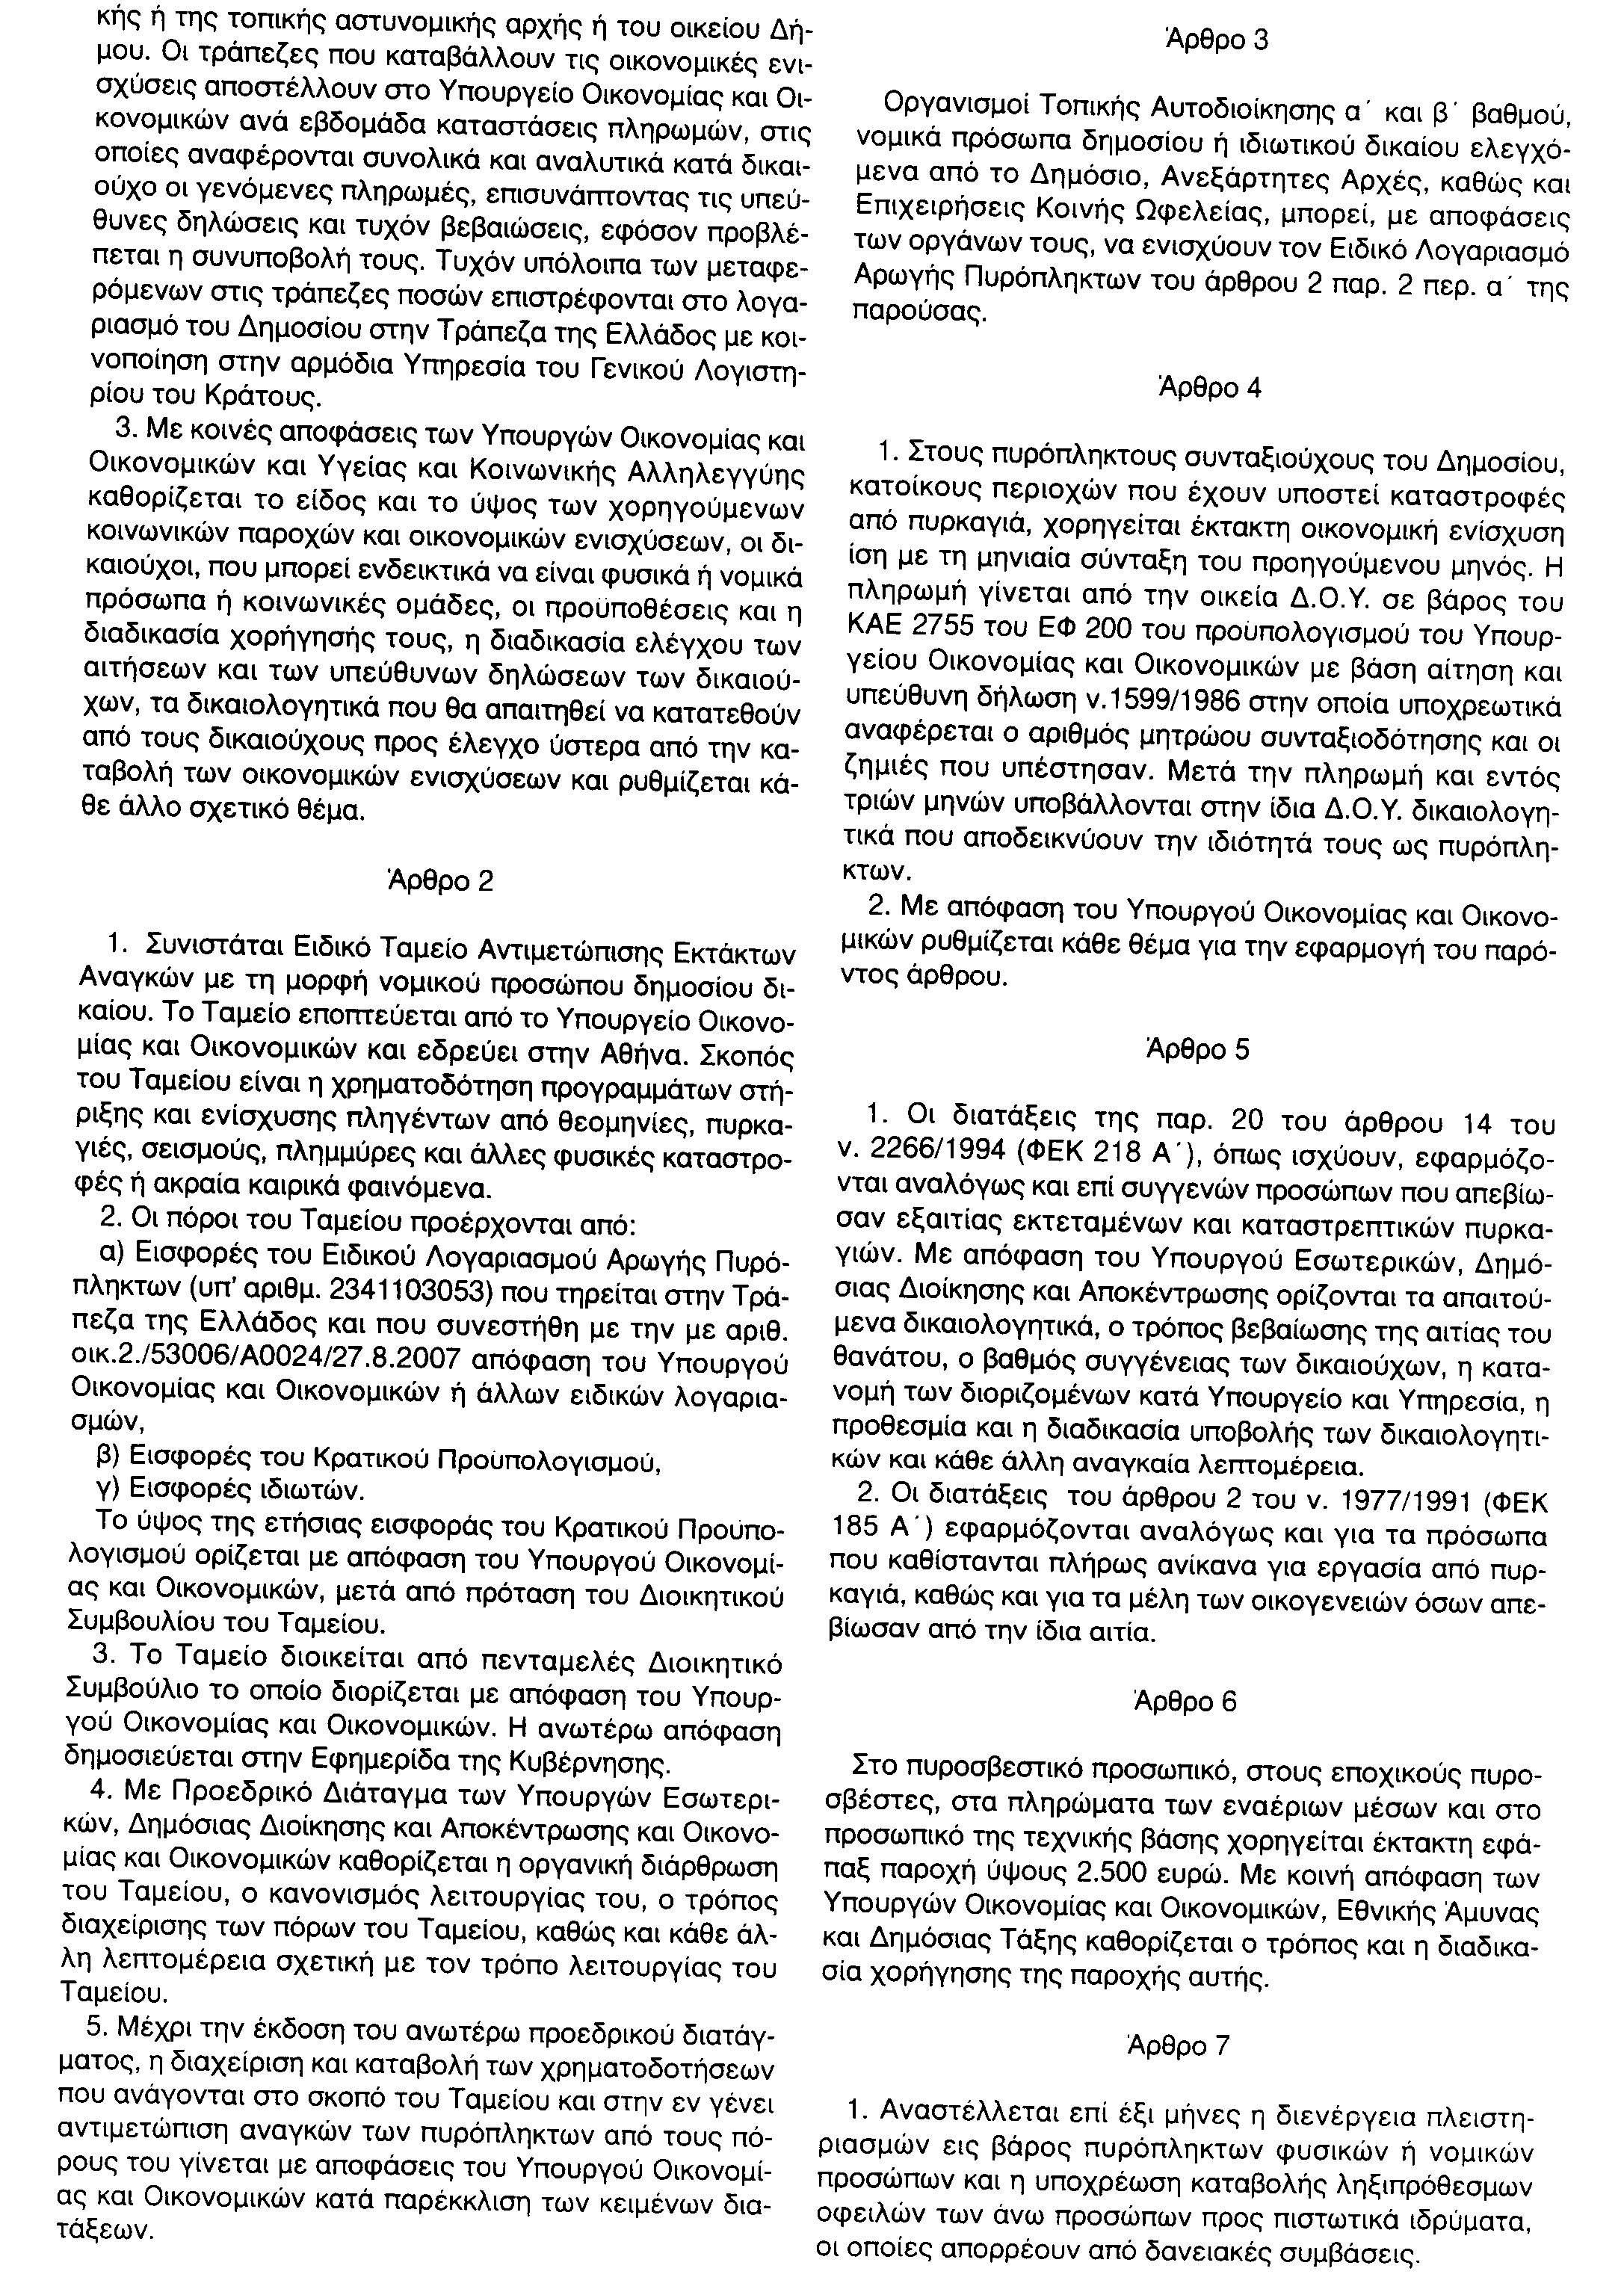 κής ή της τοπικής αστυνομικής αρχής ή του οικείου Δή-
μου. Οι τράπεζες που καταβάλλουν τις οικονομικές ενι-
σχύσεις αποστέλλουν στο Υπουργείο Οικονομίας και Οι-
κονομικών ανά εβδομάδα καταστάσεις πληρωμών, στις
οποίες αναφέρονται συνολικά και αναλυτικά κατά δικαι-
ούχο οι γενόμενες πληρωμές, επισυνάπτοντας τις υπεύ-
θυνες δηλώσεις και τυχόν βεβαιώσεις, εφόσον προβλέ-
πεται η συνυποβολή τους. Τυχόν υπόλοιπα των μεταφε-
ρόμενων στις τράπεζες ποσών επιστρέφονται στο λογα-
ριασμό του Δημοσίου στην Τράπεζα της Ελλάδος με κοι-
νοποίηση στην αρμόδια Υπηρεσία του Γενικού Λογιστη-
ρίου του Κράτους.
3. Με κοινές αποφάσεις των Υπουργών Οικονομίας και
Οικονομικών και Υγείας και Κοινωνικής Αλληλεγγύης
καθορίζεται το είδος και το ύψος των χορηγούμενων
κοινωνικών παροχών και οικονομικών ενισχύσεων, οι δι-
καιούχοι, που μπορεί ενδεικτικά να είναι φυσικά ή νομικά
πρόσωπα ή κοινωνικές ομάδες, οι προϋποθέσεις και η
διαδικασία χορήγησής τους, η διαδικασία ελέγχου των
αιτήσεων και των υπεύθυνων δηλώσεων των δικαιού-
χων, τα δικαιολογητικά που θα απαιτηθεί να κατατεθούν
από τους δικαιούχους προς έλεγχο ύστερα από την κα-
ταβολή των οικονομικών ενισχύσεων και ρυθμίζεται κά-
θε άλλο σχετικό θέμα.
Άρθρο 2
1. Συνιστάται Ειδικό Ταμείο Αντιμετώπισης Εκτάκτων
Αναγκών με τη μορφή νομικού προσώπου δημοσίου δι-
καίου. Το Ταμείο εποπτεύεται από το Υπουργείο Οικονο-
μίας και Οικονομικών και εδρεύει στην Αθήνα. Σκοπός
του Ταμείου είναι η χρηματοδότηση προγραμμάτων στή-
ριξης και ενίσχυσης πληγέντων από θεομηνίες, πυρκα-
γιές, σεισμούς, πλημμύρες και άλλες φυσικές καταστρο-
φές ή ακραία καιρικά φαινόμενα.
2. Οι πόροι του Ταμείου προέρχονται από:
α) Εισφορές του Ειδικού Λογαριασμού Αρωγής Πυρό-
πληκτων (υπ' αριθμ. 2341103053) που τηρείται στην Τρά-
πεζα της Ελλάδος και που συνεστήθη με την με αριθ.
οικ.2./53006/Α0024/27.8.2007 απόφαση του Υπουργού
Οικονομίας και Οικονομικών ή άλλων ειδικών λογαρια-
σμών,
β) Εισφορές του Κρατικού Προϋπολογισμού,
γ) Εισφορές ιδιωτών.
Το ύψος της ετήσιας εισφοράς του Κρατικού Προϋπο-
λογισμού ορίζεται με απόφαση του Υπουργού Οικονομί-
ας και Οικονομικών, μετά από πρόταση του Διοικητικού
Συμβουλίου του Ταμείου.
3. Το Ταμείο διοικείται από πενταμελές Διοικητικό
Συμβούλιο το οποίο διορίζεται με απόφαση του Υπουρ-
γού Οικονομίας και Οικονομικών. Η ανωτέρω απόφαση
δημοσιεύεται στην Εφημερίδα της Κυβέρνησης.
4. Με Προεδρικό Διάταγμα των Υπουργών Εσωτερι-
κών, Δημόσιας Διοίκησης και Αποκέντρωσης και Οικονο-
μίας και Οικονομικών καθορίζεται η οργανική διάρθρωση
του Ταμείου, ο κανονισμός λειτουργίας του, ο τρόπος
διαχείρισης των πόρων του Ταμείου, καθώς και κάθε άλ-
λη λεπτομέρεια σχετική με τον τρόπο λειτουργίας του
Ταμείου.
5. Μέχρι την έκδοση του ανωτέρω προεδρικού διατάγ-
ματος, η διαχείριση και καταβολή των χρηματοδοτήσεων
που ανάγονται στο σκοπό του Ταμείου και στην εν γένει
αντιμετώπιση αναγκών των πυρόπληκτων από τους πό-
ρους του γίνεται με αποφάσεις του Υπουργού Οικονομί-
ας και Οικονομικών κατά παρέκκλιση των κειμένων δια-
τάξεων.
Άρθρο 3
Οργανισμοί Τοπικής Αυτοδιοίκησης α΄ και β΄ βαθμού,
νομικά πρόσωπα δημοσίου ή ιδιωτικού δικαίου ελεγχό-
μενα από το Δημόσιο, Ανεξάρτητες Αρχές, καθώς και
Επιχειρήσεις Κοινής Ωφελείας, μπορεί, με αποφάσεις
των οργάνων τους, να ενισχύουν τον Ειδικό Λογαριασμό
Αρωγής Πυρόπληκτων του άρθρου 2 παρ. 2 περ. α΄ της
παρούσας.
Άρθρο 4
1. Στους πυρόπληκτους συνταξιούχους του Δημοσίου,
κατοίκους περιοχών που έχουν υποστεί καταστροφές
από πυρκαγιά, χορηγείται έκτακτη οικονομική ενίσχυση
ίση με τη μηνιαία σύνταξη του προηγούμενου μηνός. Η
πληρωμή γίνεται από την οικεία Δ.Ο.Υ. σε βάρος του
ΚΑΕ 2755 του ΕΦ 200 του προϋπολογισμού του Υπουρ-
γείου Οικονομίας και Οικονομικών με βάση αίτηση και
υπεύθυνη δήλωση ν.1599/1986 στην οποία υποχρεωτικά
αναφέρεται ο αριθμός μητρώου συνταξιοδότησης και οι
ζημιές που υπέστησαν. Μετά την πληρωμή και εντός
τριών μηνών υποβάλλονται στην ίδια Δ.Ο.Υ. δικαιολογη-
τικά που αποδεικνύουν την ιδιότητά τους ως πυρόπλη-
κτων.
2. Με απόφαση του Υπουργού Οικονομίας και Οικονο-
μικών ρυθμίζεται κάθε θέμα για την εφαρμογή του παρό-
ντος άρθρου.
Άρθρο 5
1. Οι διατάξεις της παρ. 20 του άρθρου 14 του
ν. 2266/1994 (ΦΕΚ 218 Α΄), όπως ισχύουν, εφαρμόζο-
νται αναλόγως και επί συγγενών προσώπων που απεβίω-
σαν εξαιτίας εκτεταμένων και καταστρεπτικών πυρκα-
γιών. Με απόφαση του Υπουργού Εσωτερικών, Δημό-
σιας Διοίκησης και Αποκέντρωσης ορίζονται τα απαιτού-
μενα δικαιολογητικά, ο τρόπος βεβαίωσης της αιτίας του
θανάτου, ο βαθμός συγγένειας των δικαιούχων, η κατα-
νομή των διοριζομένων κατά Υπουργείο και Υπηρεσία, η
προθεσμία και η διαδικασία υποβολής των δικαιολογητι-
κών και κάθε άλλη αναγκαία λεπτομέρεια.
2. Οι διατάξεις του άρθρου 2 του ν. 1977/1991 (ΦΕΚ
185 Α΄) εφαρμόζονται αναλόγως και για τα πρόσωπα
που καθίστανται πλήρως ανίκανα για εργασία από πυρ-
καγιά, καθώς και για τα μέλη των οικογενειών όσων απε-
βίωσαν από την ίδια αιτία.
Άρθρο 6
Στο πυροσβεστικό προσωπικό, στους εποχικούς πυρο-
σβέστες, στα πληρώματα των εναέριων μέσων και στο
προσωπικό της τεχνικής βάσης χορηγείται έκτακτη εφά-
παξ παροχή ύψους 2.500 ευρώ. Με κοινή απόφαση των
Υπουργών Οικονομίας και Οικονομικών, Εθνικής Άμυνας
και Δημόσιας Τάξης καθορίζεται ο τρόπος και η διαδικα-
σία χορήγησης της παροχής αυτής.
Άρθρο 7
1. Αναστέλλεται επί έξι μήνες η διενέργεια πλειστη-
ριασμών εις βάρος πυρόπληκτων φυσικών ή νομικών
προσώπων και η υποχρέωση καταβολής ληξιπρόθεσμων
οφειλών των άνω προσώπων προς πιστωτικά ιδρύματα,
οι οποίες απορρέουν από δανειακές συμβάσεις.